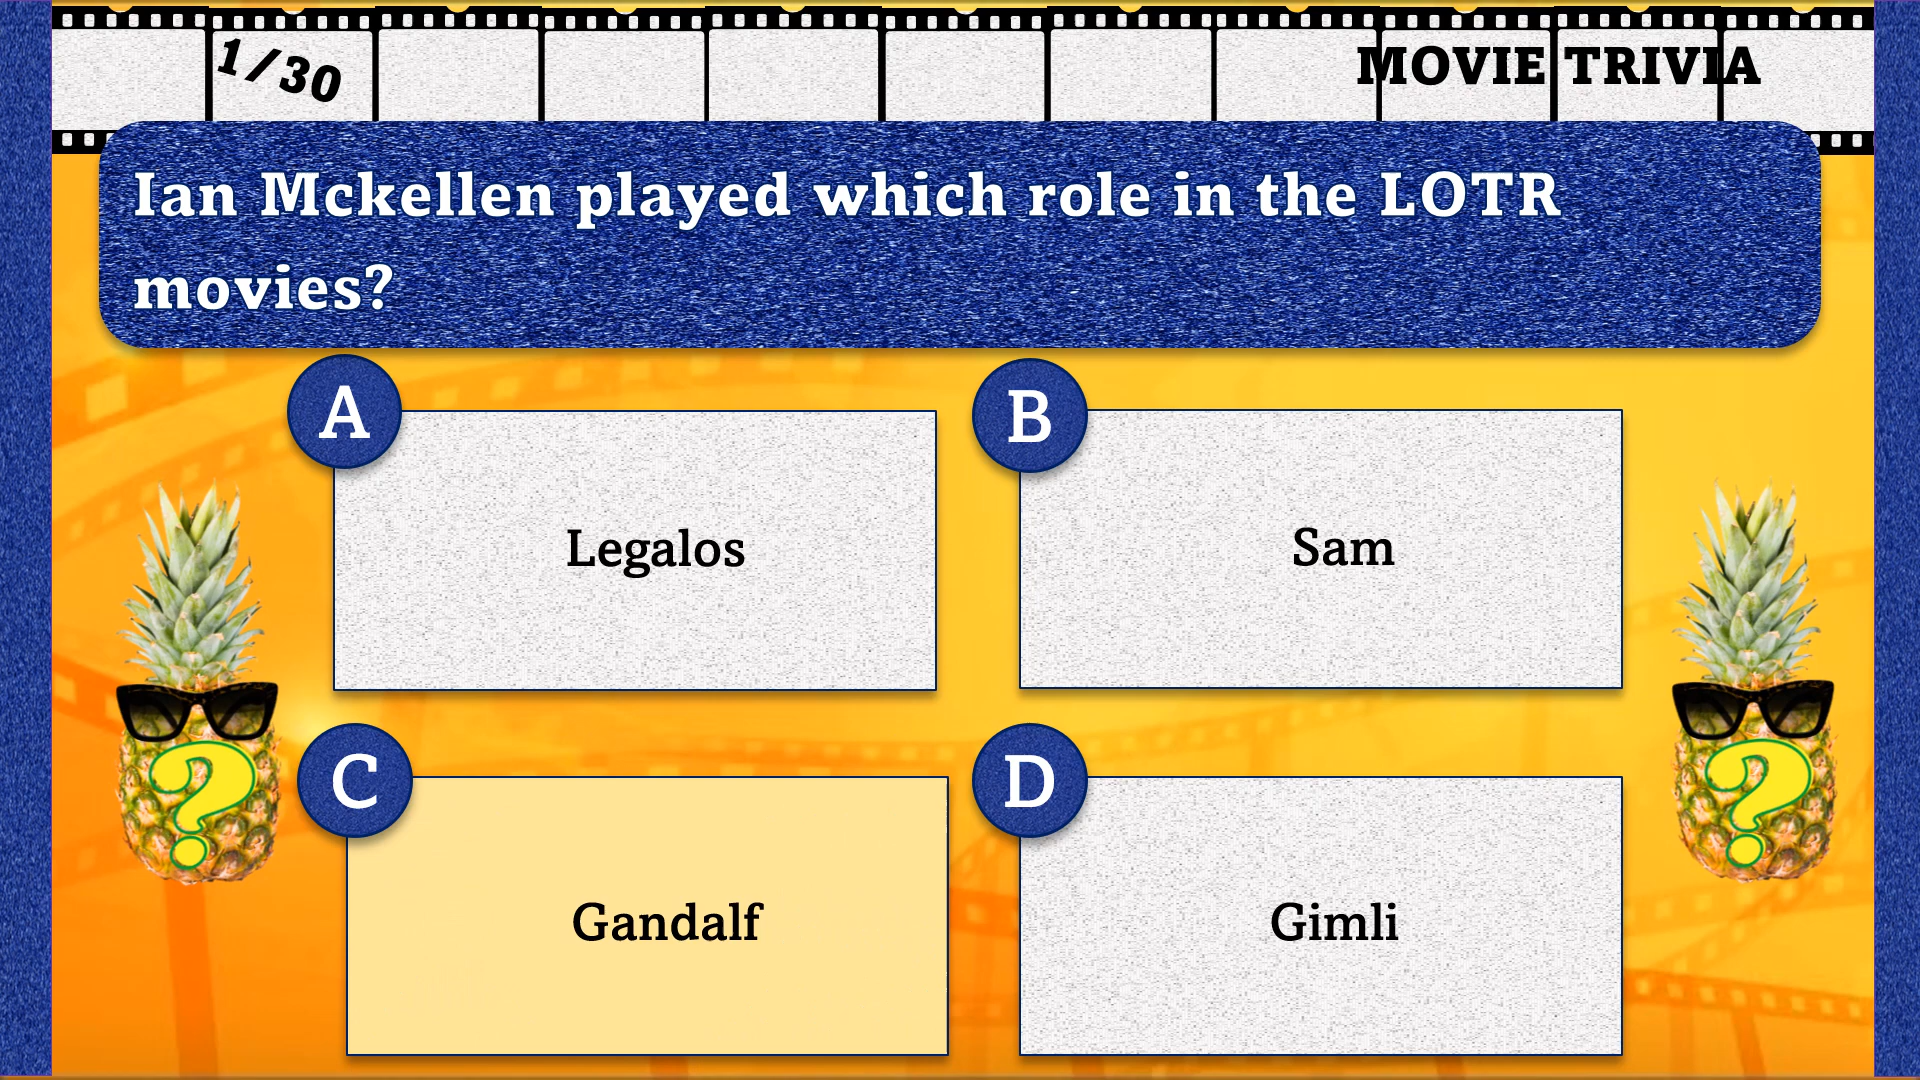 1/30
MOVIE TRIVIA
Ian Mckellen played which role in the LOTR
movies?
A
Legalos
B
Sam
C
Gandalf
D
Gimli
?
?